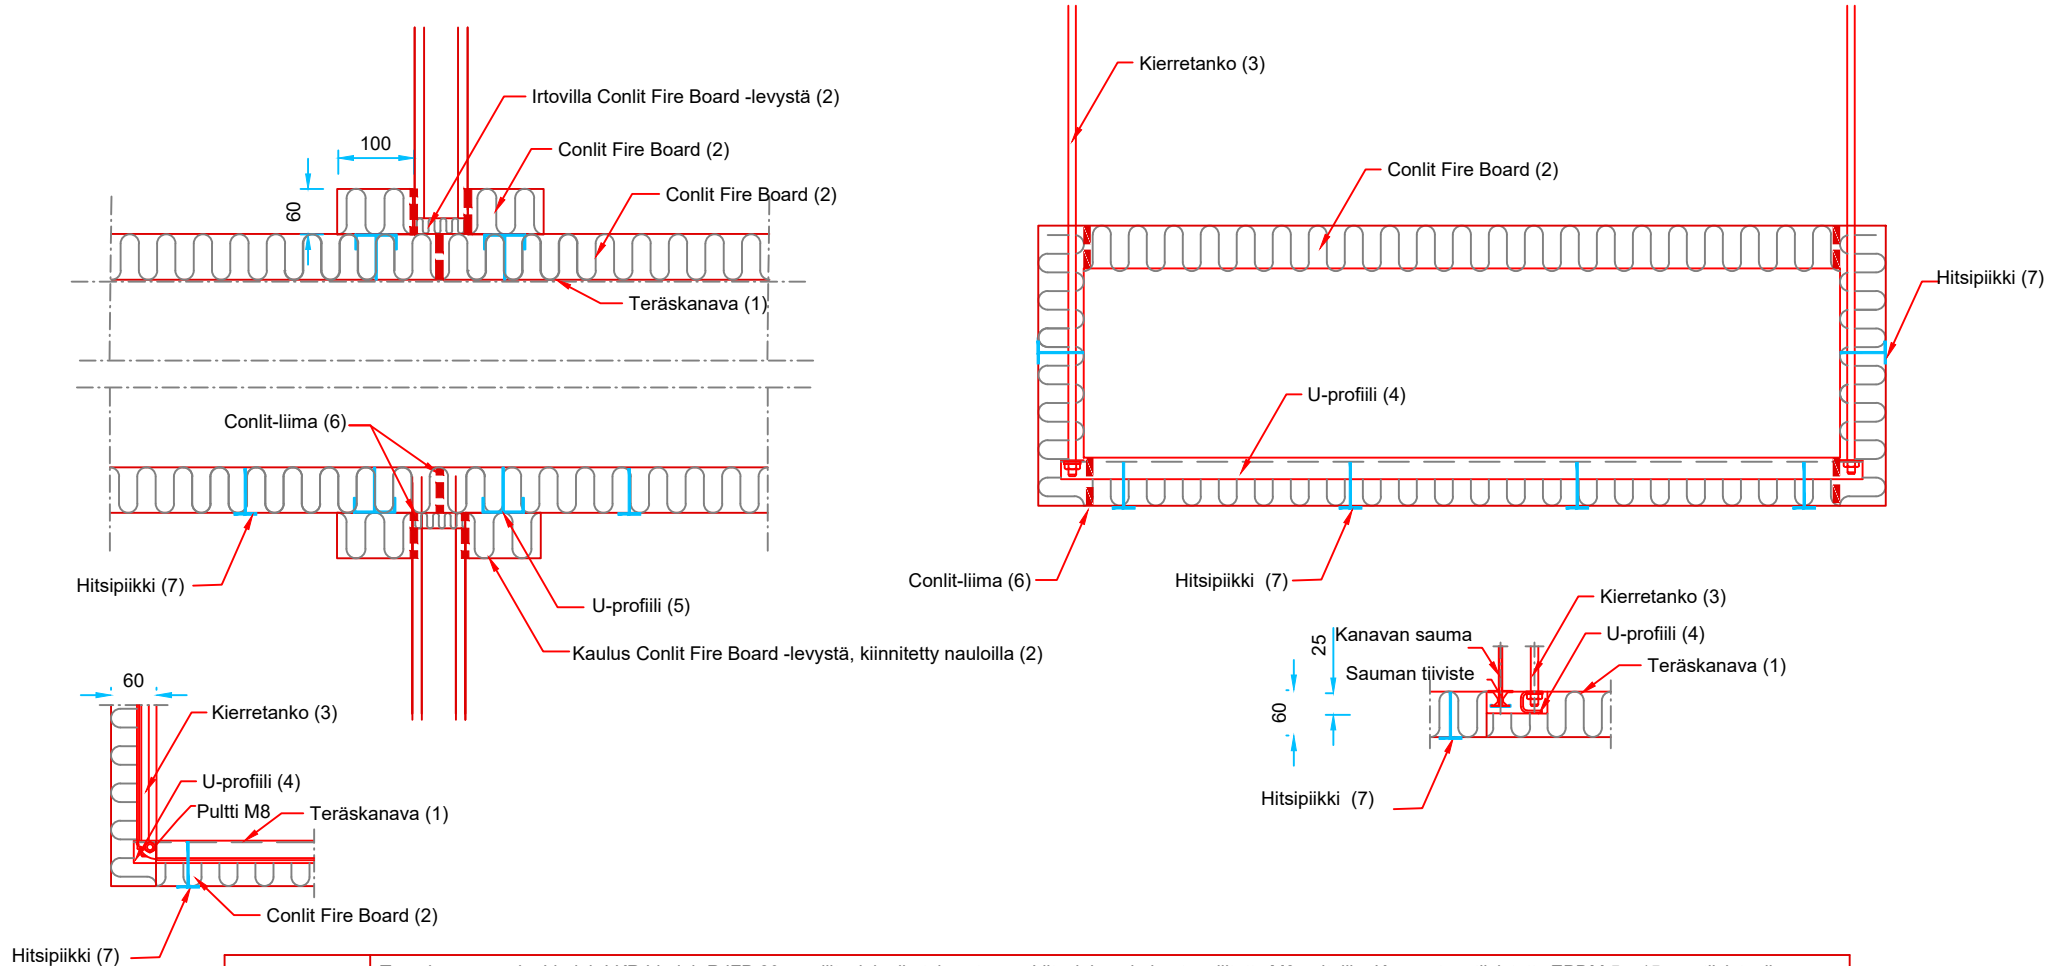 Kierretanko (3)
Irtovilla Conlit Fire Board -levystä (2)
100
Conlit Fire Board (2)
Conlit Fire Board (2)
Conlit Fire Board (2)
60
Teräskanava (1)
Hitsipiikki (7)
U-profiili (4)
Conlit-liima (6)
Hitsipiikki (7)
U-profiili (5)
Kaulus Conlit Fire Board -levystä, kiinnitetty nauloilla (2)
Conlit-liima (6)
Hitsipiikki (7)
Kierretanko (3)
Kanavan sauma
U-profiili (4)
Sauman tiiviste
Teräskanava (1)
25
60
Hitsipiikki (7)
60
Kierretanko (3)
U-profiili (4)
Pultti M8
Teräskanava (1)
Conlit Fire Board (2)
Hitsipiikki (7)